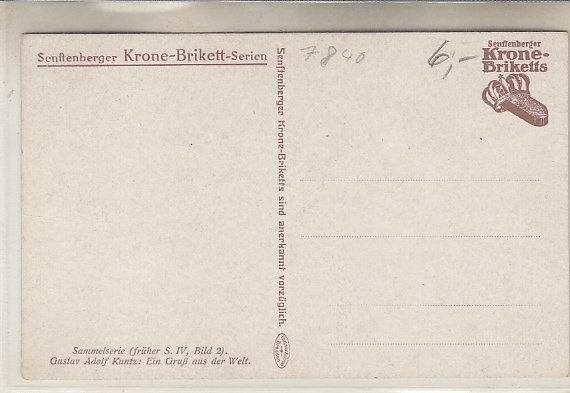 Senftenberger Krone-Brikett-Serien
7840
6,-
Senftenberger
Krone-
Briketts
Senftenberger Krone-Briketts sind anerkannt vorzüglich.
Sammelserie (früher S. IV, Bild 2).
Gustav Adolf Kuntz: Ein Gruß aus der Welt.